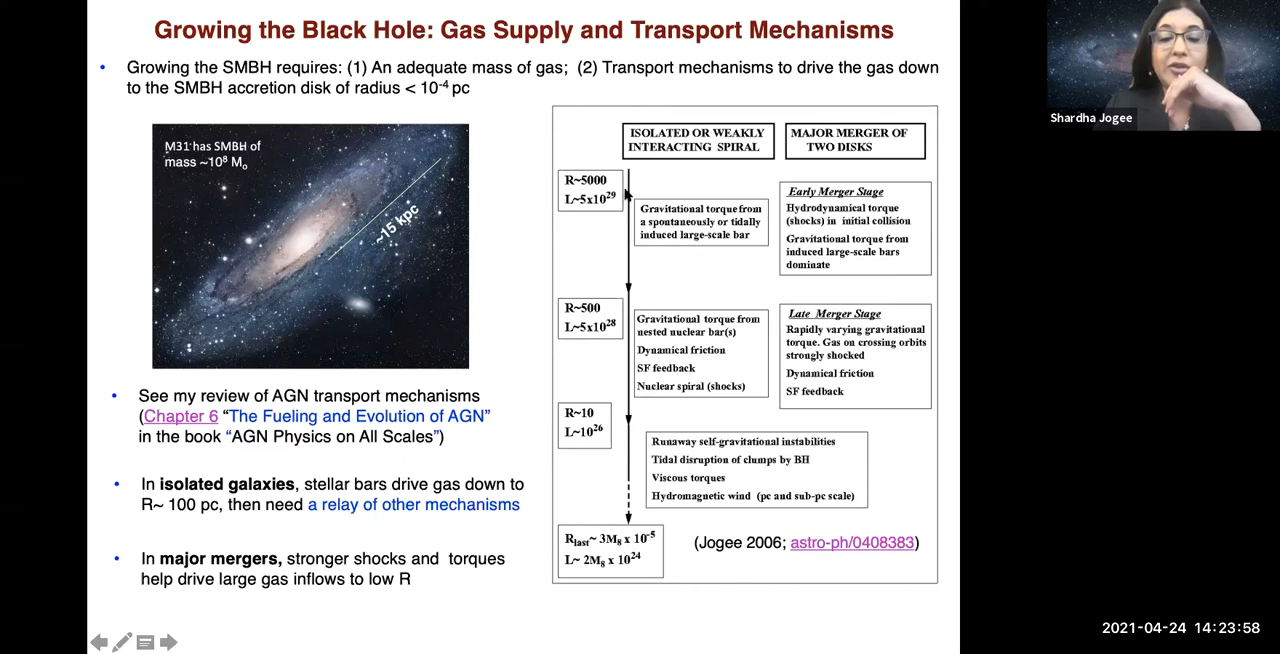 Growing the Black Hole: Gas Supply and Transport Mechanisms
• Growing the SMBH requires: (1) An adequate mass of gas; (2) Transport mechanisms to drive the gas down
to the SMBH accretion disk of radius < 10⁻⁴ pc
M31 has SMBH of
mass ~10⁸ Mₒ
~15 kpc
• See my review of AGN transport mechanisms
(Chapter 6 “The Fueling and Evolution of AGN”
in the book “AGN Physics on All Scales”)
• In isolated galaxies, stellar bars drive gas down to
R~ 100 pc, then need a relay of other mechanisms
• In major mergers, stronger shocks and torques
help drive large gas inflows to low R
ISOLATED OR WEAKLY
INTERACTING SPIRAL
MAJOR MERGER OF
TWO DISKS
R~5000
L~5x10²⁹
Gravitational torque from
a spontaneously or tidally
induced large-scale bar
Early Merger Stage
Hydrodynamical torque
(shocks) in initial collision
Gravitational torque from
induced large-scale bars
dominate
R~500
L~5x10²⁸
Gravitational torque from
nested nuclear bar(s)
Dynamical friction
SF feedback
Nuclear spiral (shocks)
Late Merger Stage
Rapidly varying gravitational
torque. Gas on crossing orbits
strongly shocked
Dynamical friction
SF feedback
R~10
L~10²⁶
Runaway self-gravitational instabilities
Tidal disruption of clumps by BH
Viscous torques
Hydromagnetic wind (pc and sub-pc scale)
R_last~ 3M₈ x 10⁻⁵
L~ 2M₈ x 10²⁴
(Jogee 2006; astro-ph/0408383)
Shardha Jogee
2021-04-24 14:23:58